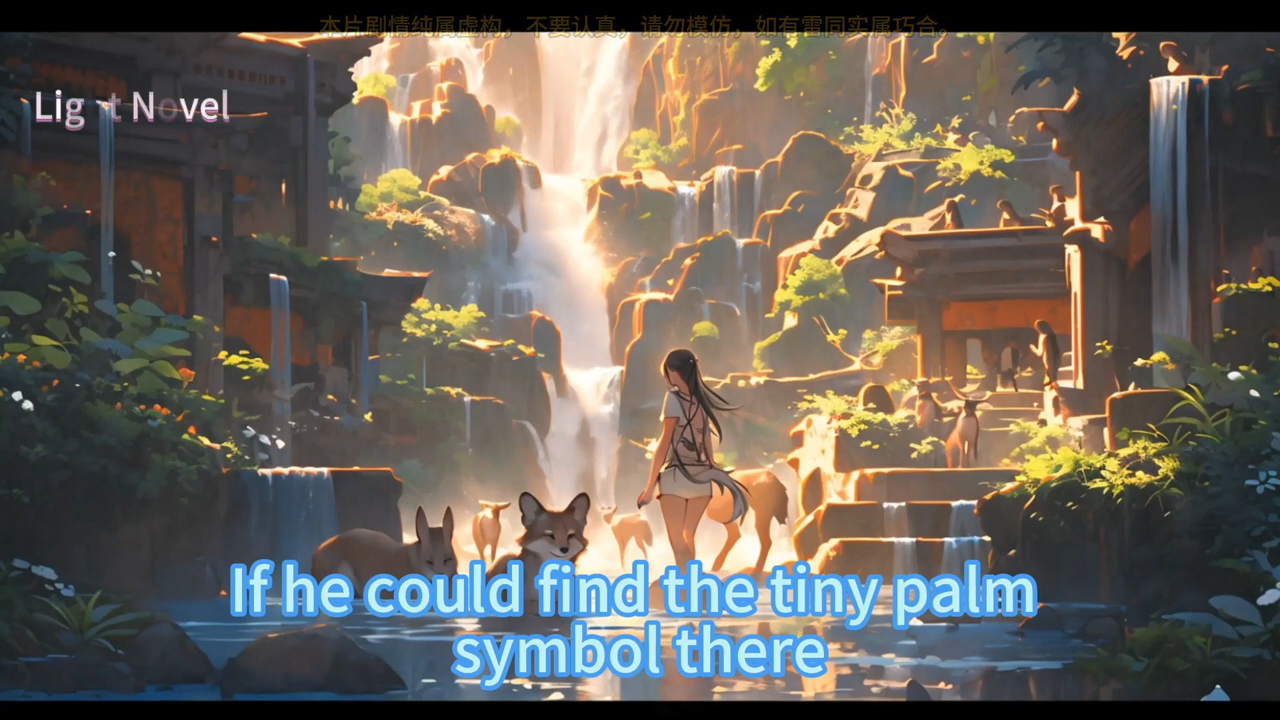 本片剧情纯属虚构，不要认真，请勿模仿，如有雷同实属巧合。
Light Novel
If he could find the tiny palm
symbol there